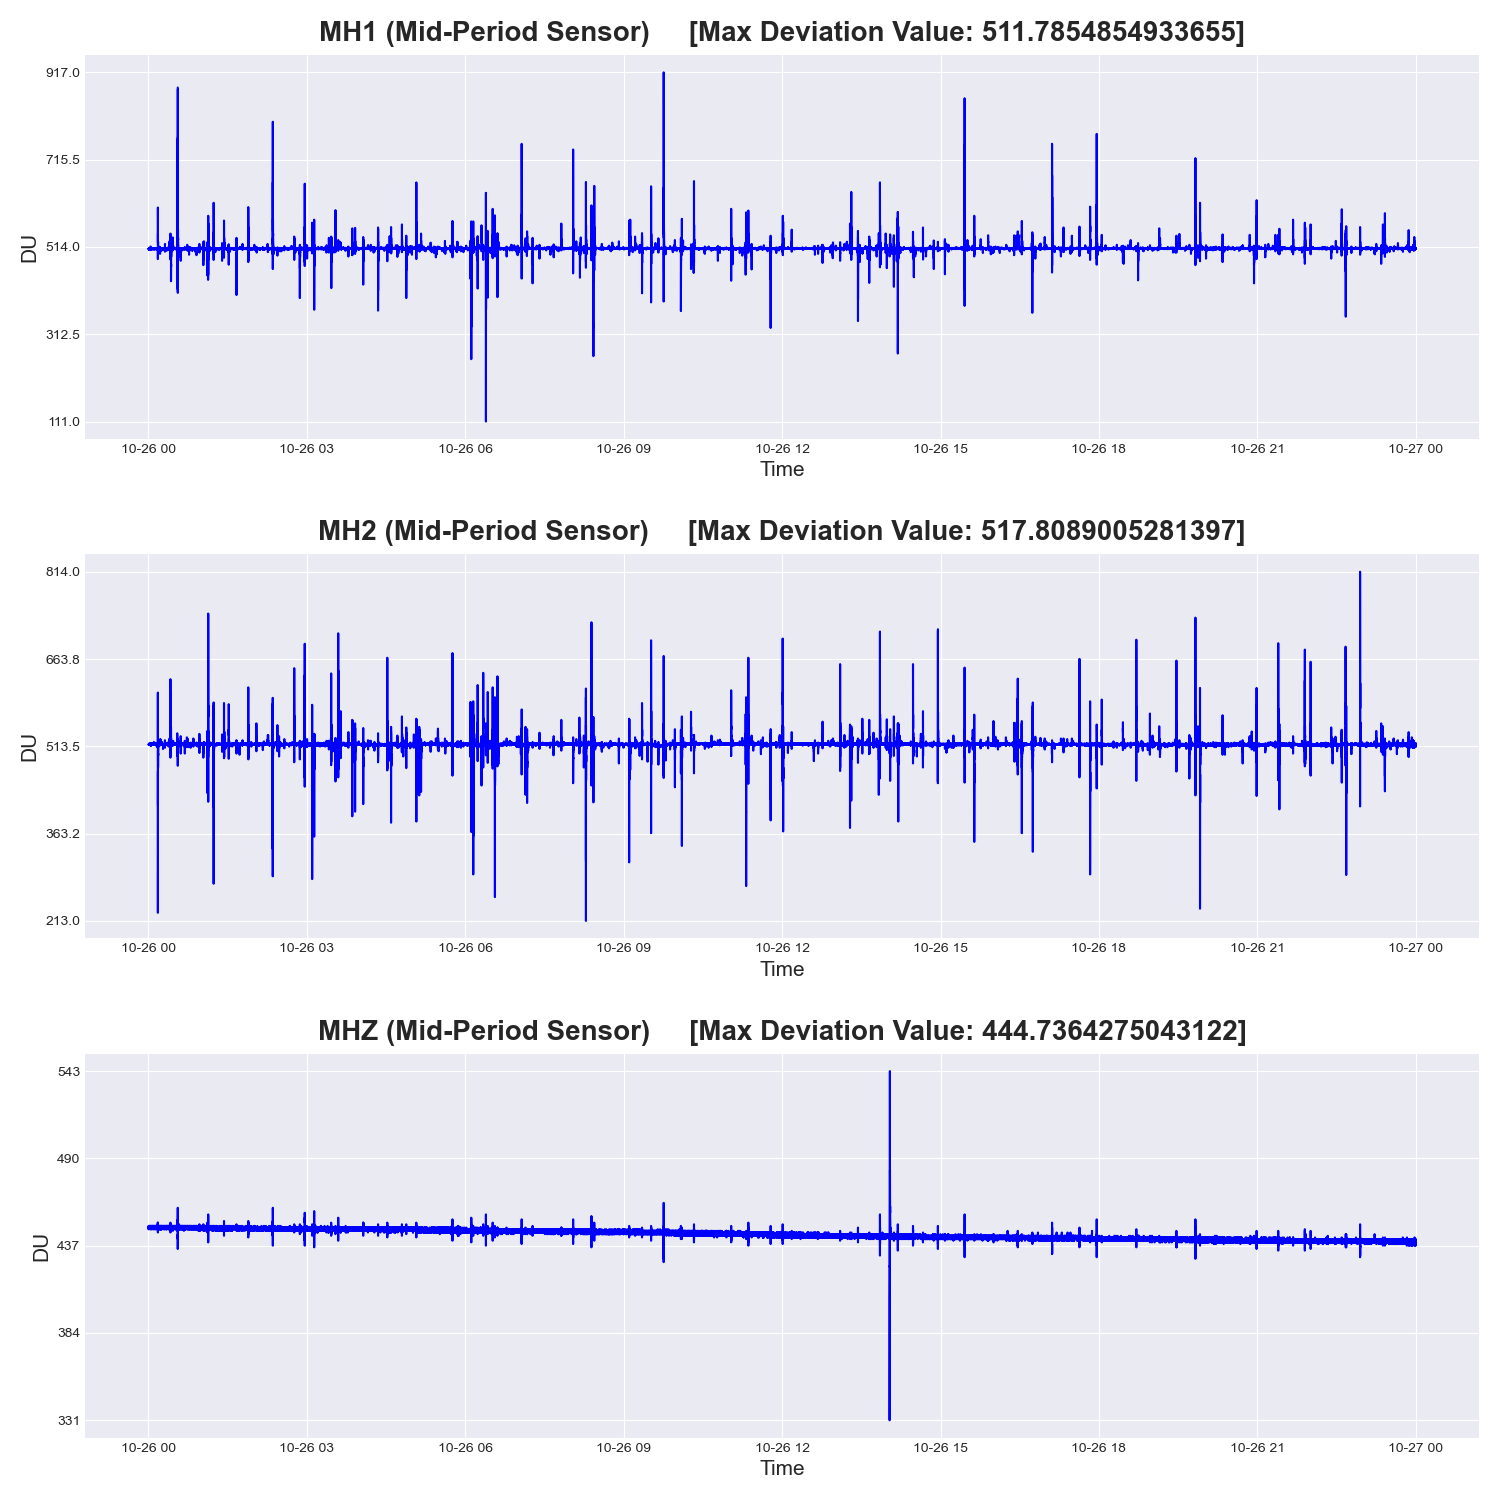 MH1 (Mid-Period Sensor) [Max Deviation Value: 511.7854854933655]
917.0
715.5
514.0
312.5
111.0
DU
10-26 00 10-26 03 10-26 06 10-26 09 10-26 12 10-26 15 10-26 18 10-26 21 10-27 00
Time
MH2 (Mid-Period Sensor) [Max Deviation Value: 517.8089005281397]
814.0
663.8
513.5
363.2
213.0
DU
10-26 00 10-26 03 10-26 06 10-26 09 10-26 12 10-26 15 10-26 18 10-26 21 10-27 00
Time
MHZ (Mid-Period Sensor) [Max Deviation Value: 444.7364275043122]
543
490
437
384
331
DU
10-26 00 10-26 03 10-26 06 10-26 09 10-26 12 10-26 15 10-26 18 10-26 21 10-27 00
Time